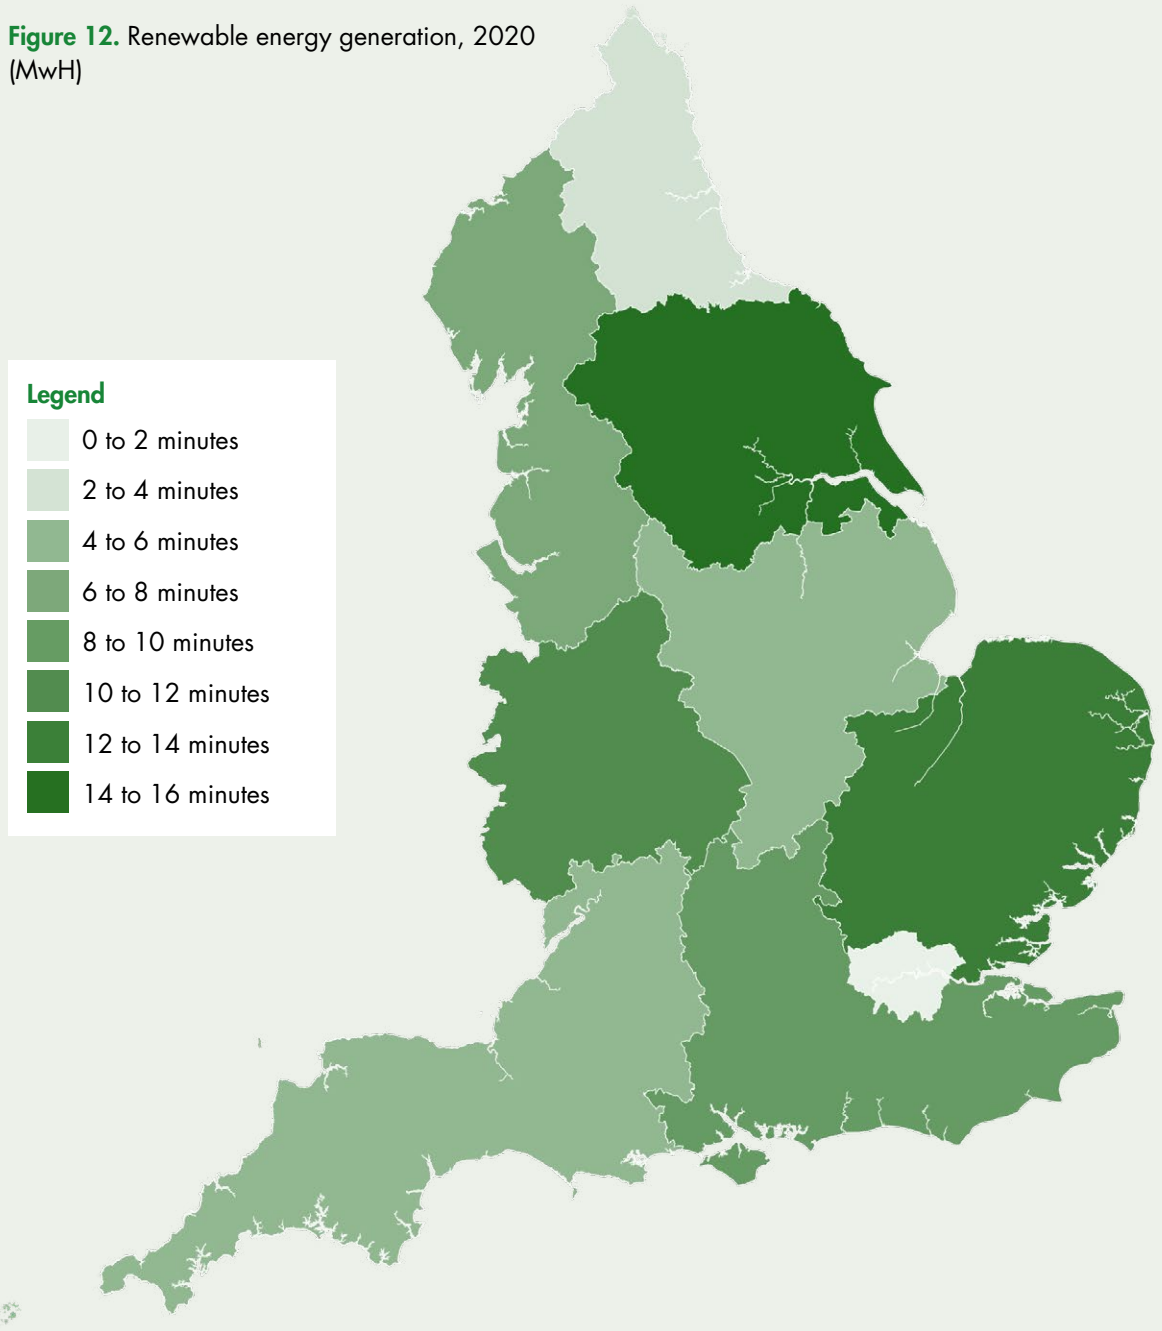 Figure 12. Renewable energy generation, 2020
(MwH)
Legend
0 to 2 minutes
2 to 4 minutes
4 to 6 minutes
6 to 8 minutes
8 to 10 minutes
10 to 12 minutes
12 to 14 minutes
14 to 16 minutes